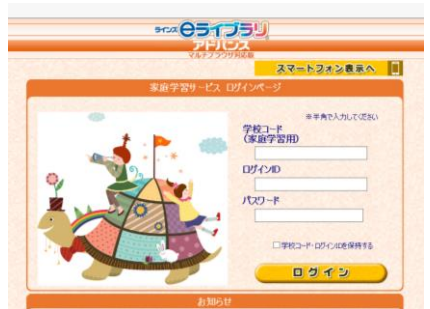 ラインズ eライブラリ
アドバンス
マルチブラウザ対応版
スマートフォン表示へ
家庭学習サービス ログインページ
※半角で入力してください
学校コード
(家庭学習用)
ログインID
パスワード
学校コード・ログインIDを保持する
ログイン
お知らせ